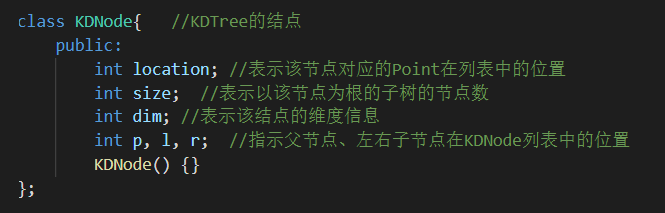 class KDNode{   //KDTree的结点
    public:
        int location; //表示该节点对应的Point在列表中的位置
        int size;  //表示以该节点为根的子树的节点数
        int dim; //表示该结点的维度信息
        int p, l, r;  //指示父节点、左右子节点在KDNode列表中的位置
        KDNode() {}
};